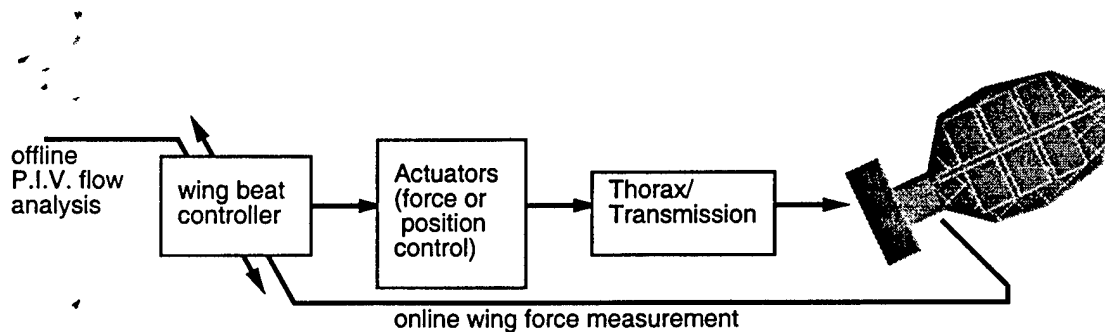 offline
P.I.V. flow
analysis
wing beat
controller
Actuators
(force or
position
control)
Thorax/
Transmission
online wing force measurement